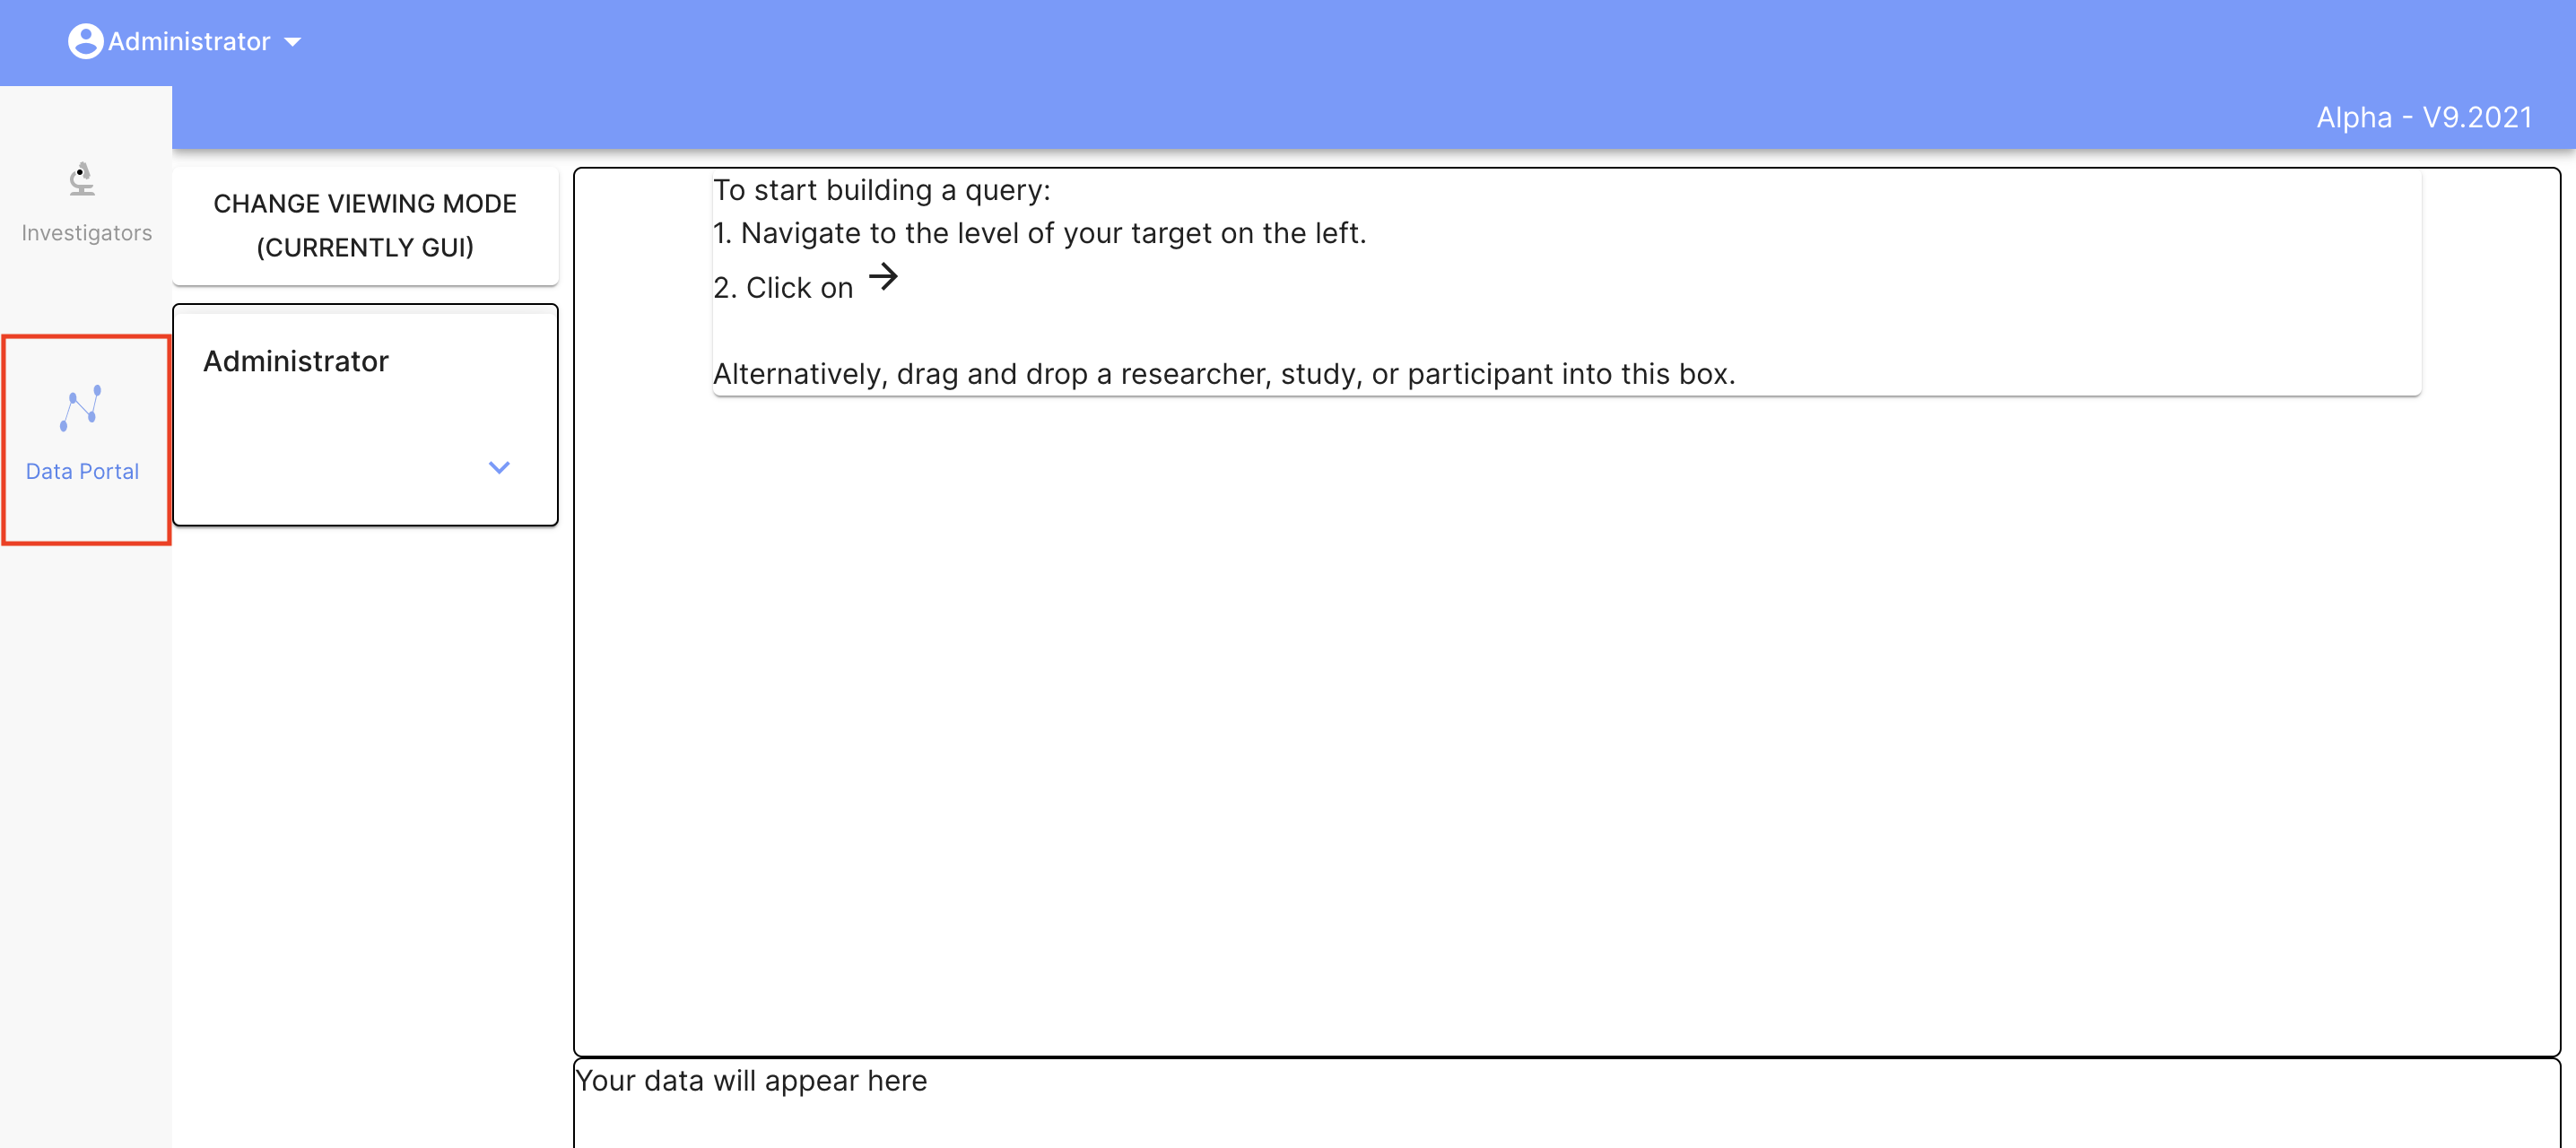 Administrator
Alpha - V9.2021
Investigators
Data Portal
CHANGE VIEWING MODE
(CURRENTLY GUI)
Administrator
To start building a query:
1. Navigate to the level of your target on the left.
2. Click on →
Alternatively, drag and drop a researcher, study, or participant into this box.
Your data will appear here